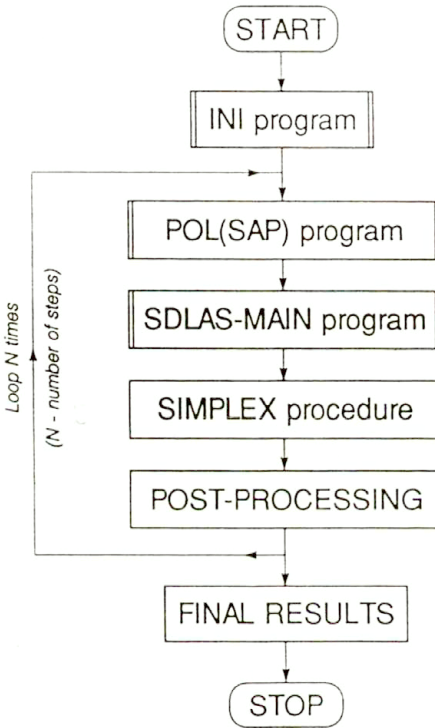 START
INI program
POL(SAP) program
SDLAS-MAIN program
SIMPLEX procedure
POST-PROCESSING
FINAL RESULTS
STOP
Loop N times
(N - number of steps)